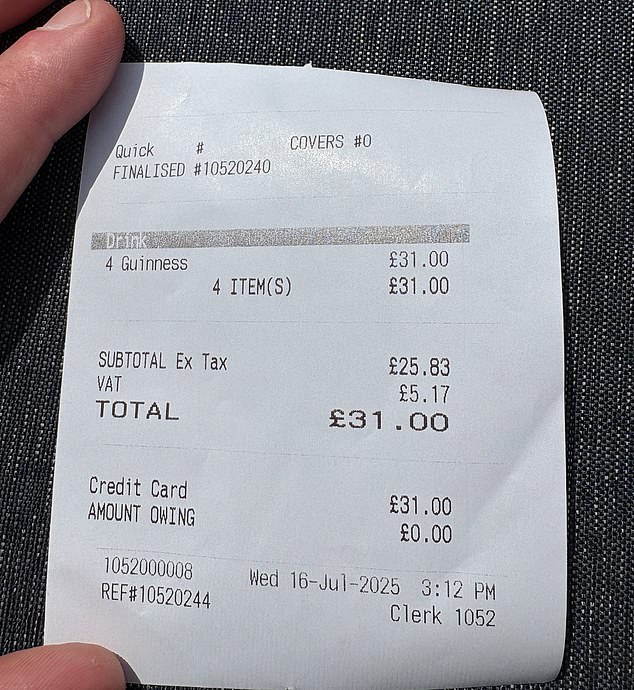 Quick # COVERS #0
FINALISED #10520240
Drink
4 Guinness £31.00
4 ITEM(S) £31.00
SUBTOTAL Ex Tax £25.83
VAT £5.17
TOTAL £31.00
Credit Card £31.00
AMOUNT OWING £0.00
1052000008 Wed 16-Jul-2025 3:12 PM
REF#10520244 Clerk 1052